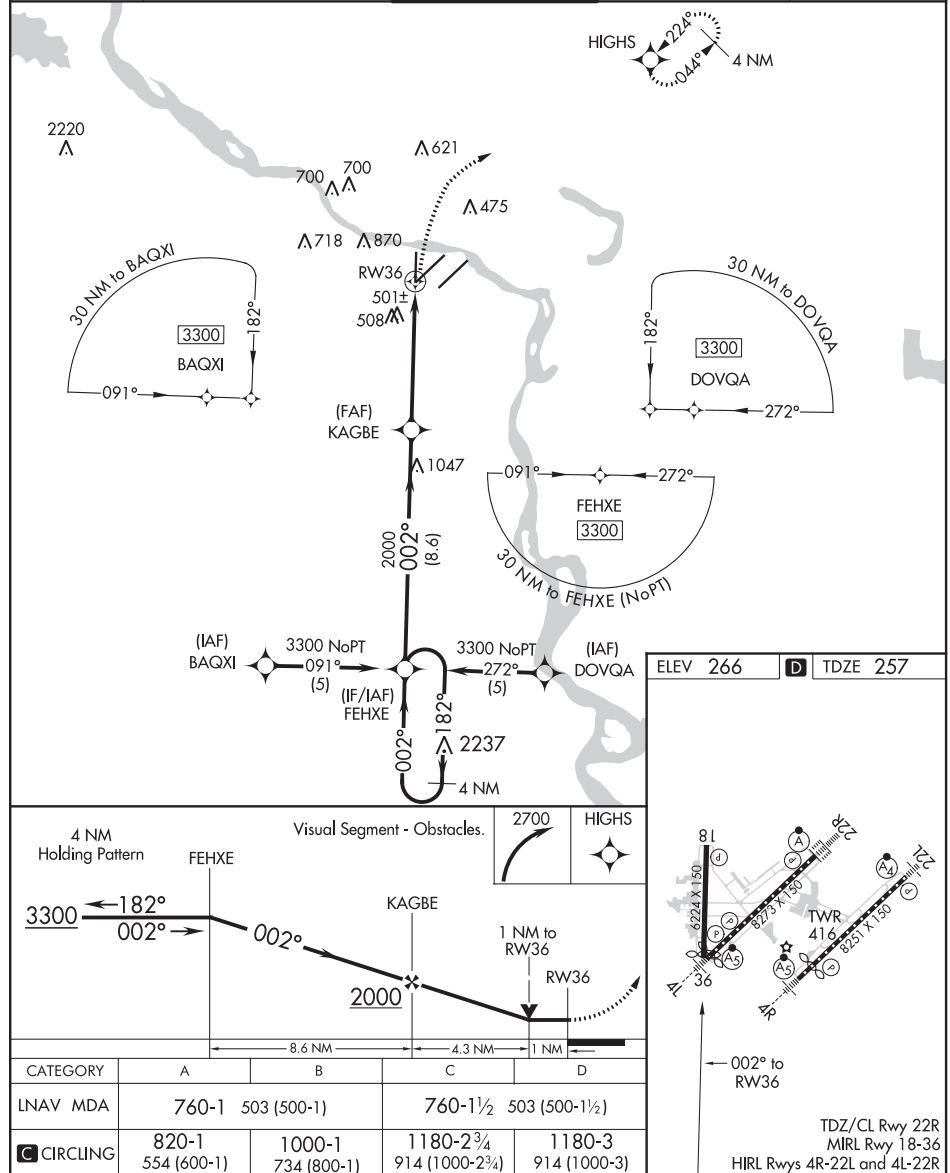 HIGHS
224°
044°
4 NM
2220
621
700
700
475
718
870
RW36
501±
508
30 NM to BAQXI
182°
3300
BAQXI
091°
30 NM to DOVQA
182°
3300
DOVQA
272°
(FAF)
KAGBE
1047
091°
272°
FEHXE
3300
30 NM to FEHXE (NoPT)
2000
002°
(8.6)
(IAF)
BAQXI
3300 NoPT
091°
(5)
(IF/IAF)
FEHXE
3300 NoPT
272°
(5)
(IAF)
DOVQA
002°
182°
2237
4 NM
ELEV 266
D
TDZE 257
18
22R
A
P
P
22L
A4
P
6224 X 150
8273 X 150
TWR
416
8251 X 150
P
P
A5
A5
P
4L
36
4R
002° to
RW36
TDZ/CL Rwy 22R
MIRL Rwy 18-36
HIRL Rwys 4R-22L and 4L-22R
4 NM
Holding Pattern
FEHXE
Visual Segment - Obstacles.
2700
HIGHS
3300
182°
002°
002°
KAGBE
2000
1 NM to
RW36
RW36
8.6 NM
4.3 NM
1 NM
CATEGORY A B C D
LNAV MDA 760-1 503 (500-1) 760-1½ 503 (500-1½)
C CIRCLING 820-1 1000-1 1180-2¾ 1180-3
554 (600-1) 734 (800-1) 914 (1000-2¾) 914 (1000-3)